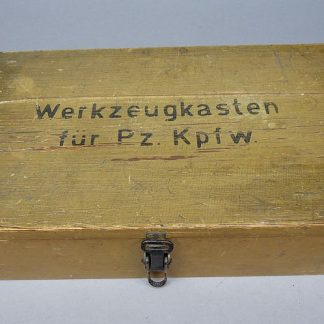 Werkzeugkasten
für Pz. Kpfw.